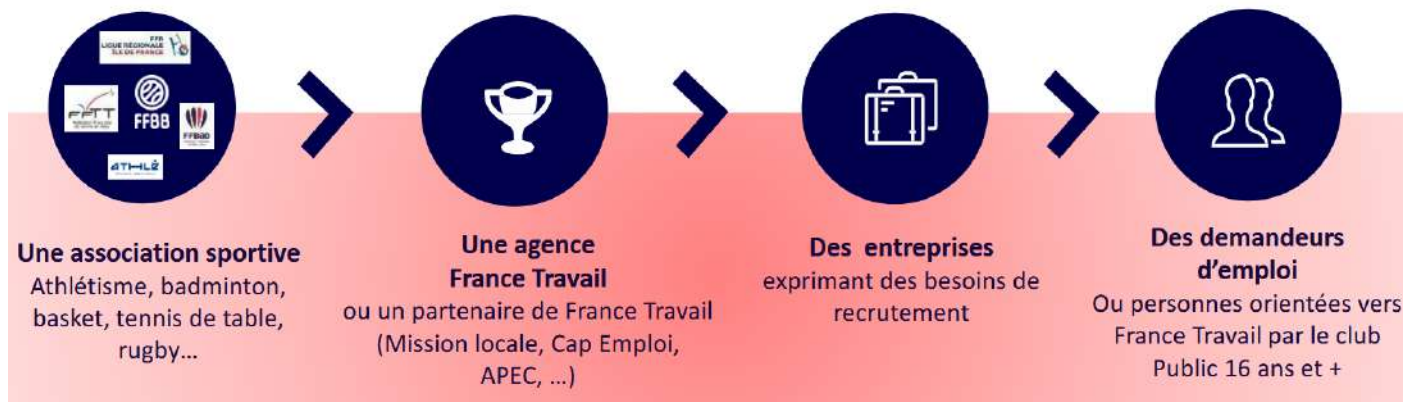 FFR
LIGUE RÉGIONALE
ÎLE DE FRANCE
FFTT
FFBB
FFBaD
ATHLÉ
Une association sportive
Athlétisme, badminton,
basket, tennis de table,
rugby…
Une agence
France Travail
ou un partenaire de France Travail
(Mission locale, Cap Emploi,
APEC, …)
Des entreprises
exprimant des besoins de
recrutement
Des demandeurs
d’emploi
Ou personnes orientées vers
France Travail par le club
Public 16 ans et +